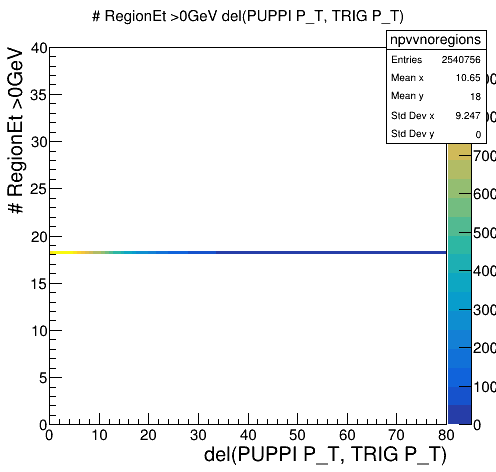 # RegionEt >0GeV del(PUPPI P_T, TRIG P_T)
npvvnoregions
Entries 2540756
Mean x 10.65
Mean y 18
Std Dev x 9.247
Std Dev y 0
# RegionEt >0GeV
40
35
30
25
20
15
10
5
0
0 10 20 30 40 50 60 70 80
del(PUPPI P_T, TRIG P_T)
700
600
500
400
300
200
100
0